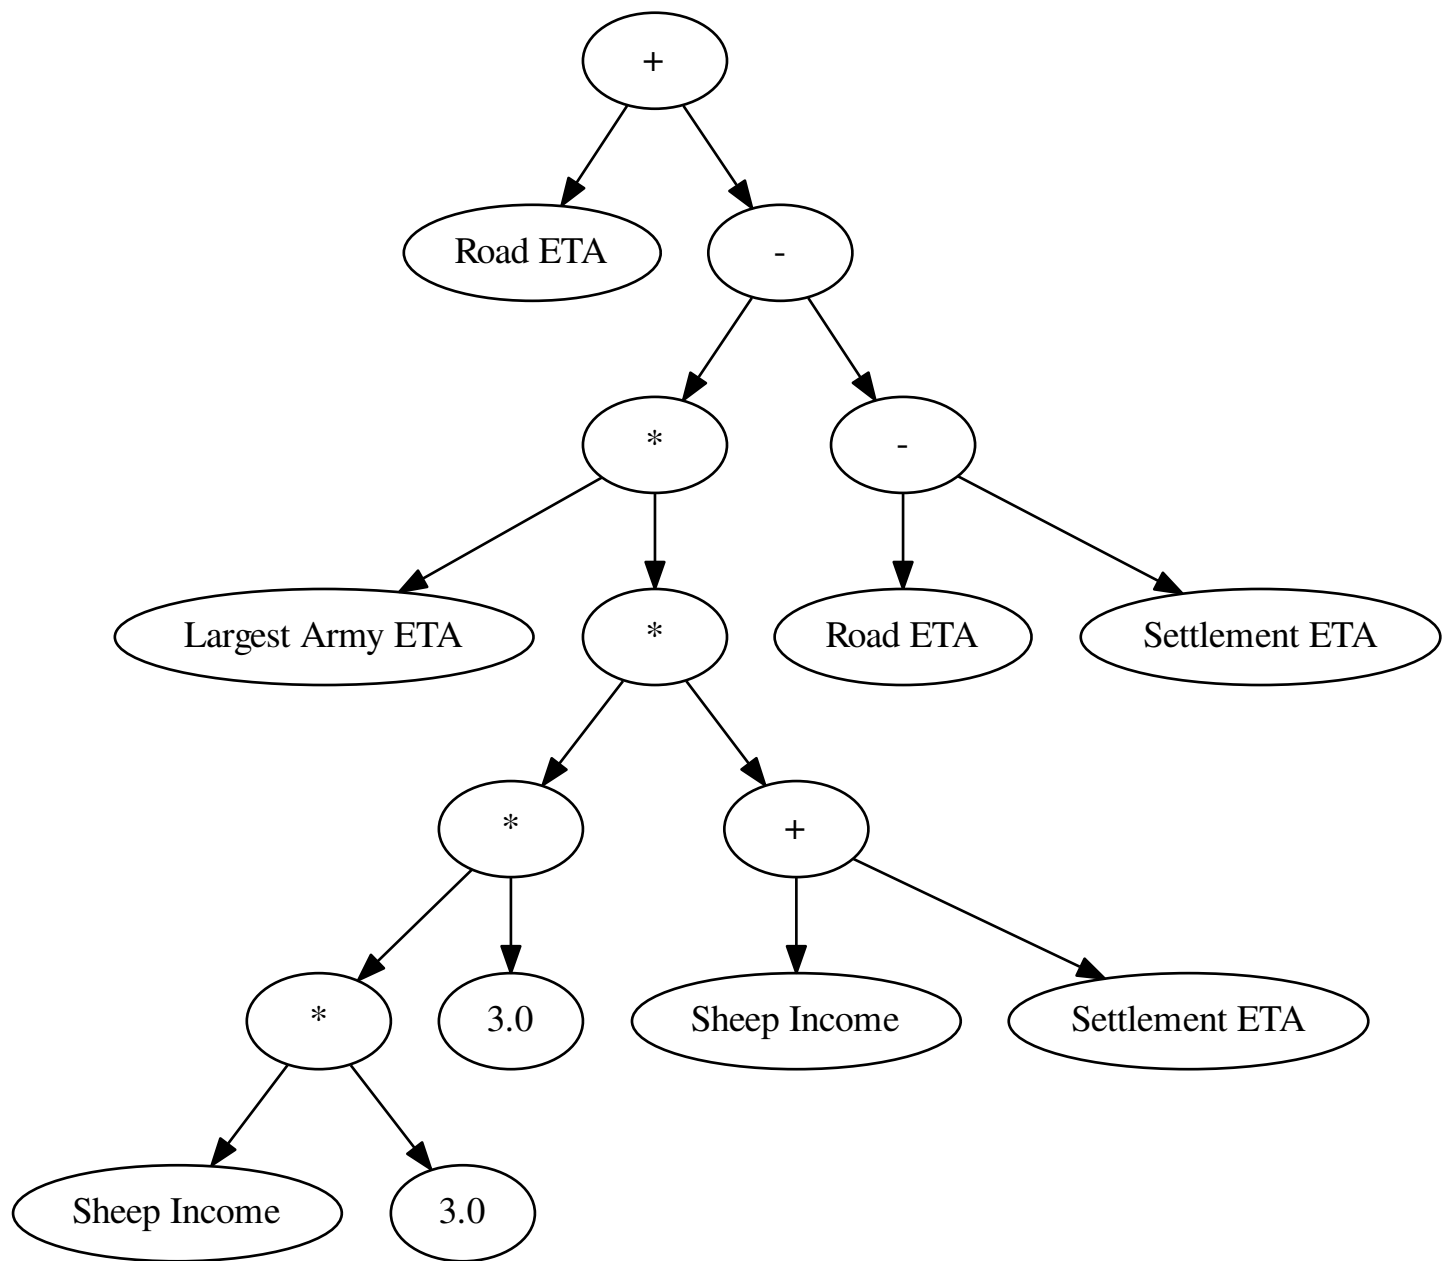 +
Road ETA
-
*
-
Largest Army ETA
*
Road ETA
Settlement ETA
*
+
*
3.0
Sheep Income
Settlement ETA
Sheep Income
3.0